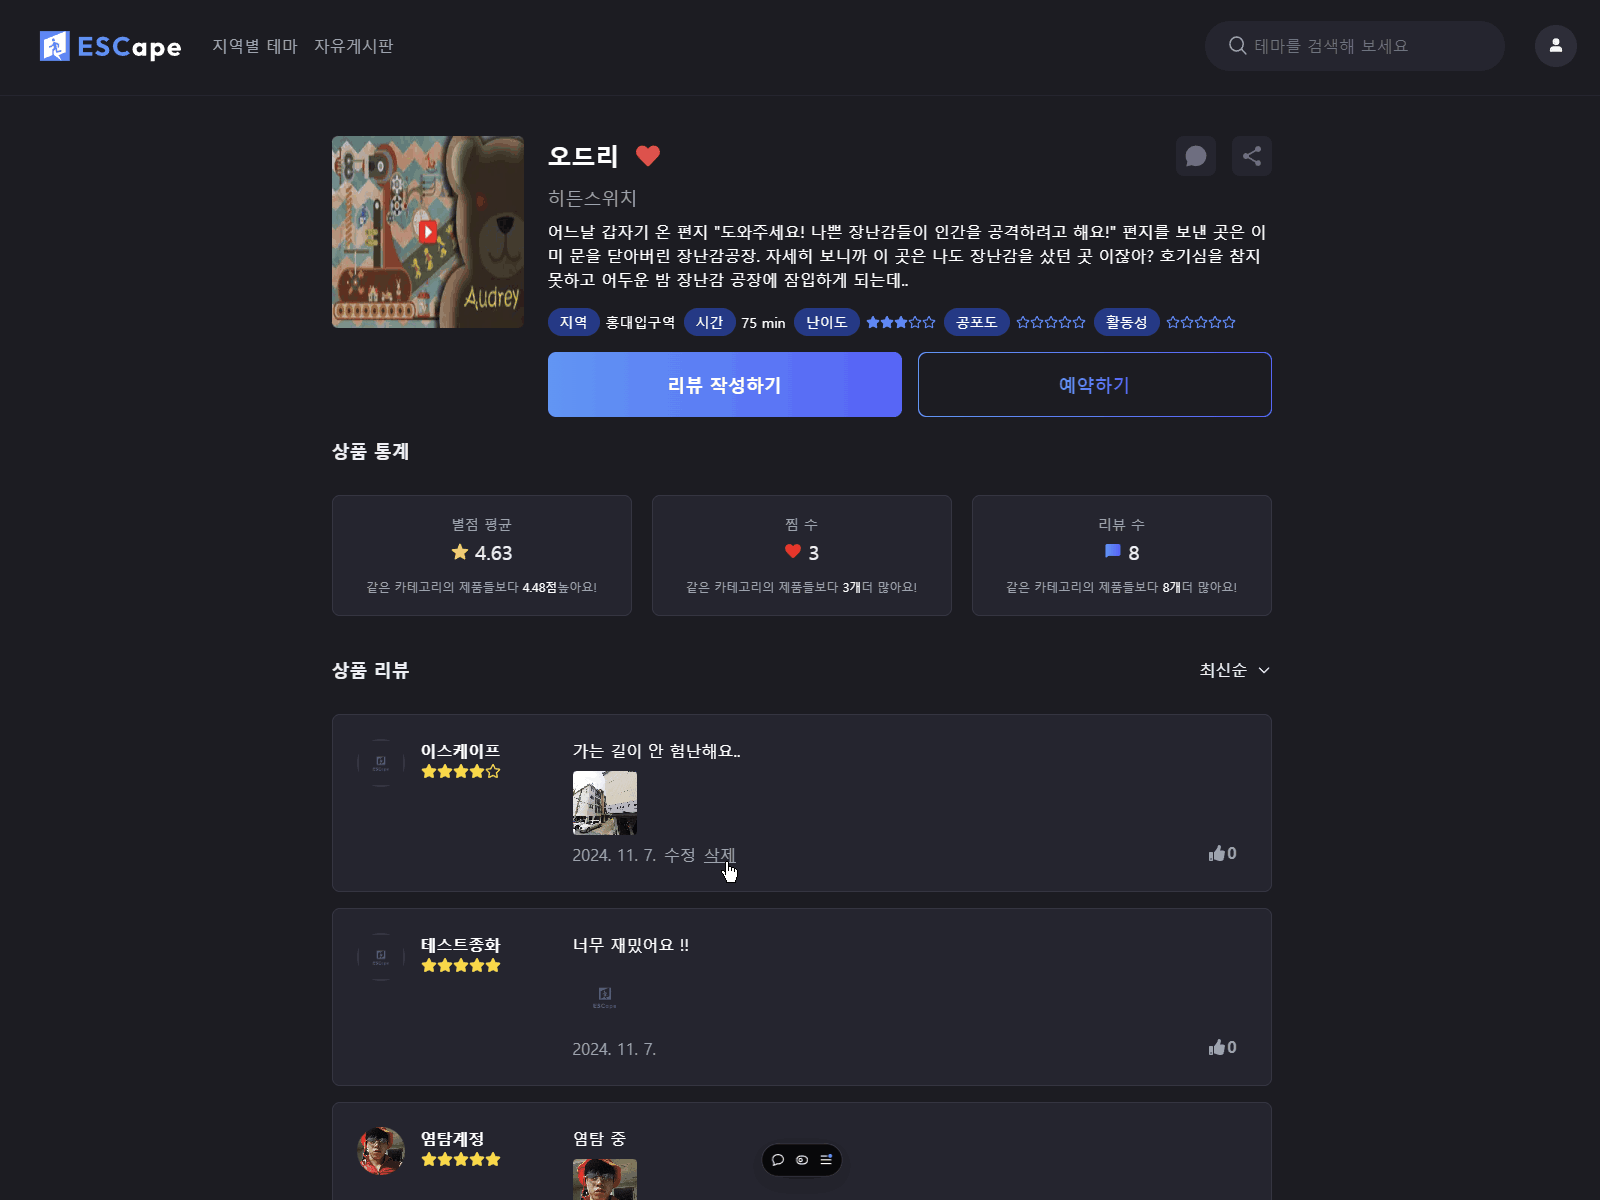 ESCape 지역별 테마 자유게시판 테마를 검색해 보세요
Audrey
오드리
히든스위치
어느날 갑자기 온 편지 "도와주세요! 나쁜 장난감들이 인간을 공격하려고 해요!" 편지를 보낸 곳은 이
미 문을 닫아버린 장난감공장. 자세히 보니까 이 곳은 나도 장난감을 샀던 곳 이잖아? 호기심을 참지
못하고 어두운 밤 장난감 공장에 잠입하게 되는데..
지역 홍대입구역 시간 75 min 난이도 공포도 활동성
리뷰 작성하기 예약하기
상품 통계
별점 평균
4.63
같은 카테고리의 제품들보다 4.48점높아요!
찜 수
3
같은 카테고리의 제품들보다 3개더 많아요!
리뷰 수
8
같은 카테고리의 제품들보다 8개더 많아요!
상품 리뷰 최신순
이스케이프 가는 길이 안 험난해요..
2024. 11. 7. 수정 삭제 0
테스트종화 너무 재밌어요 !!
ESCape
2024. 11. 7. 0
염탐계정 염탐 중